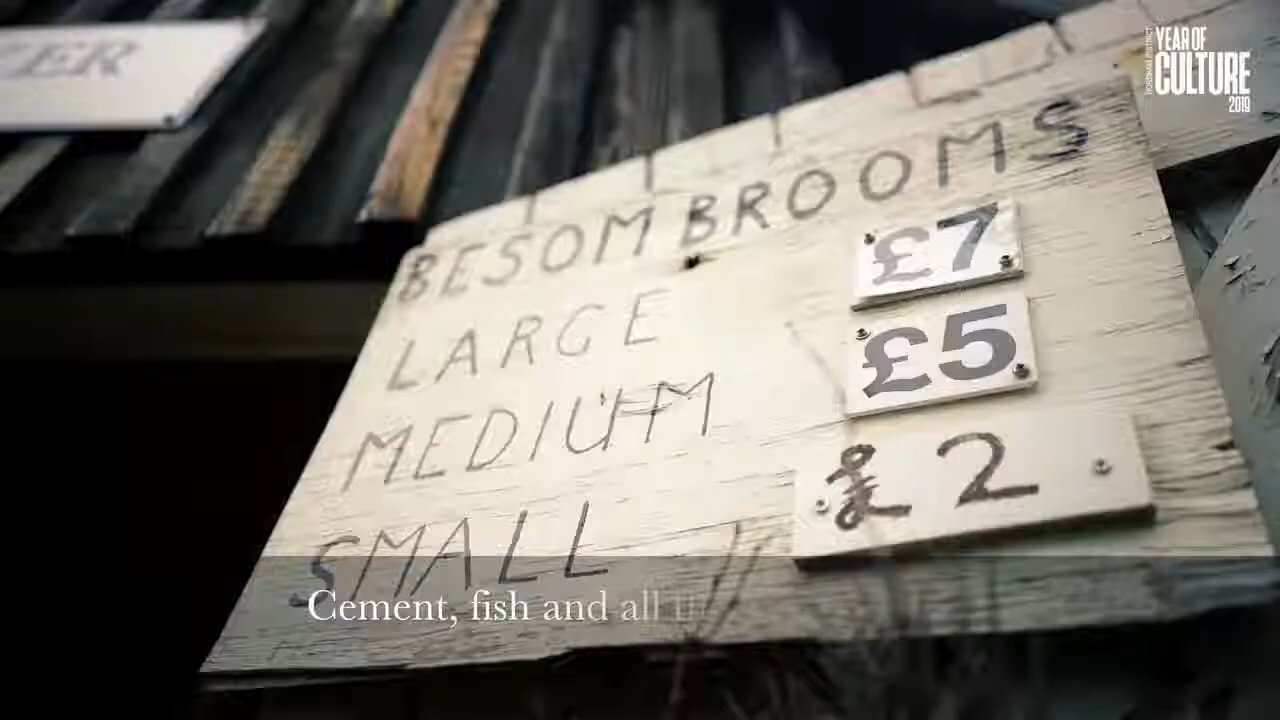 ZER
YEAR OF
CULTURE
2019
BESOM BROOMS
LARGE £7
MEDIUM £5
SMALL £2
Cement, fish and all